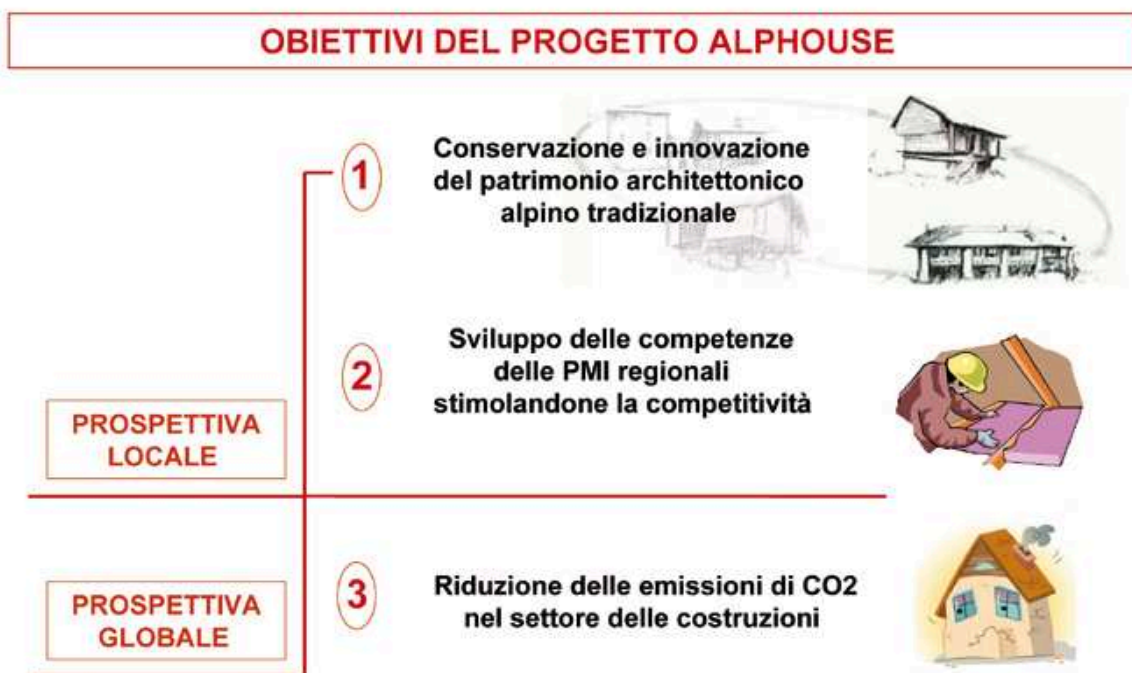 OBIETTIVI DEL PROGETTO ALPHOUSE
1
Conservazione e innovazione
del patrimonio architettonico
alpino tradizionale
2
Sviluppo delle competenze
delle PMI regionali
stimolandone la competitività
PROSPETTIVA
LOCALE
3
Riduzione delle emissioni di CO2
nel settore delle costruzioni
PROSPETTIVA
GLOBALE